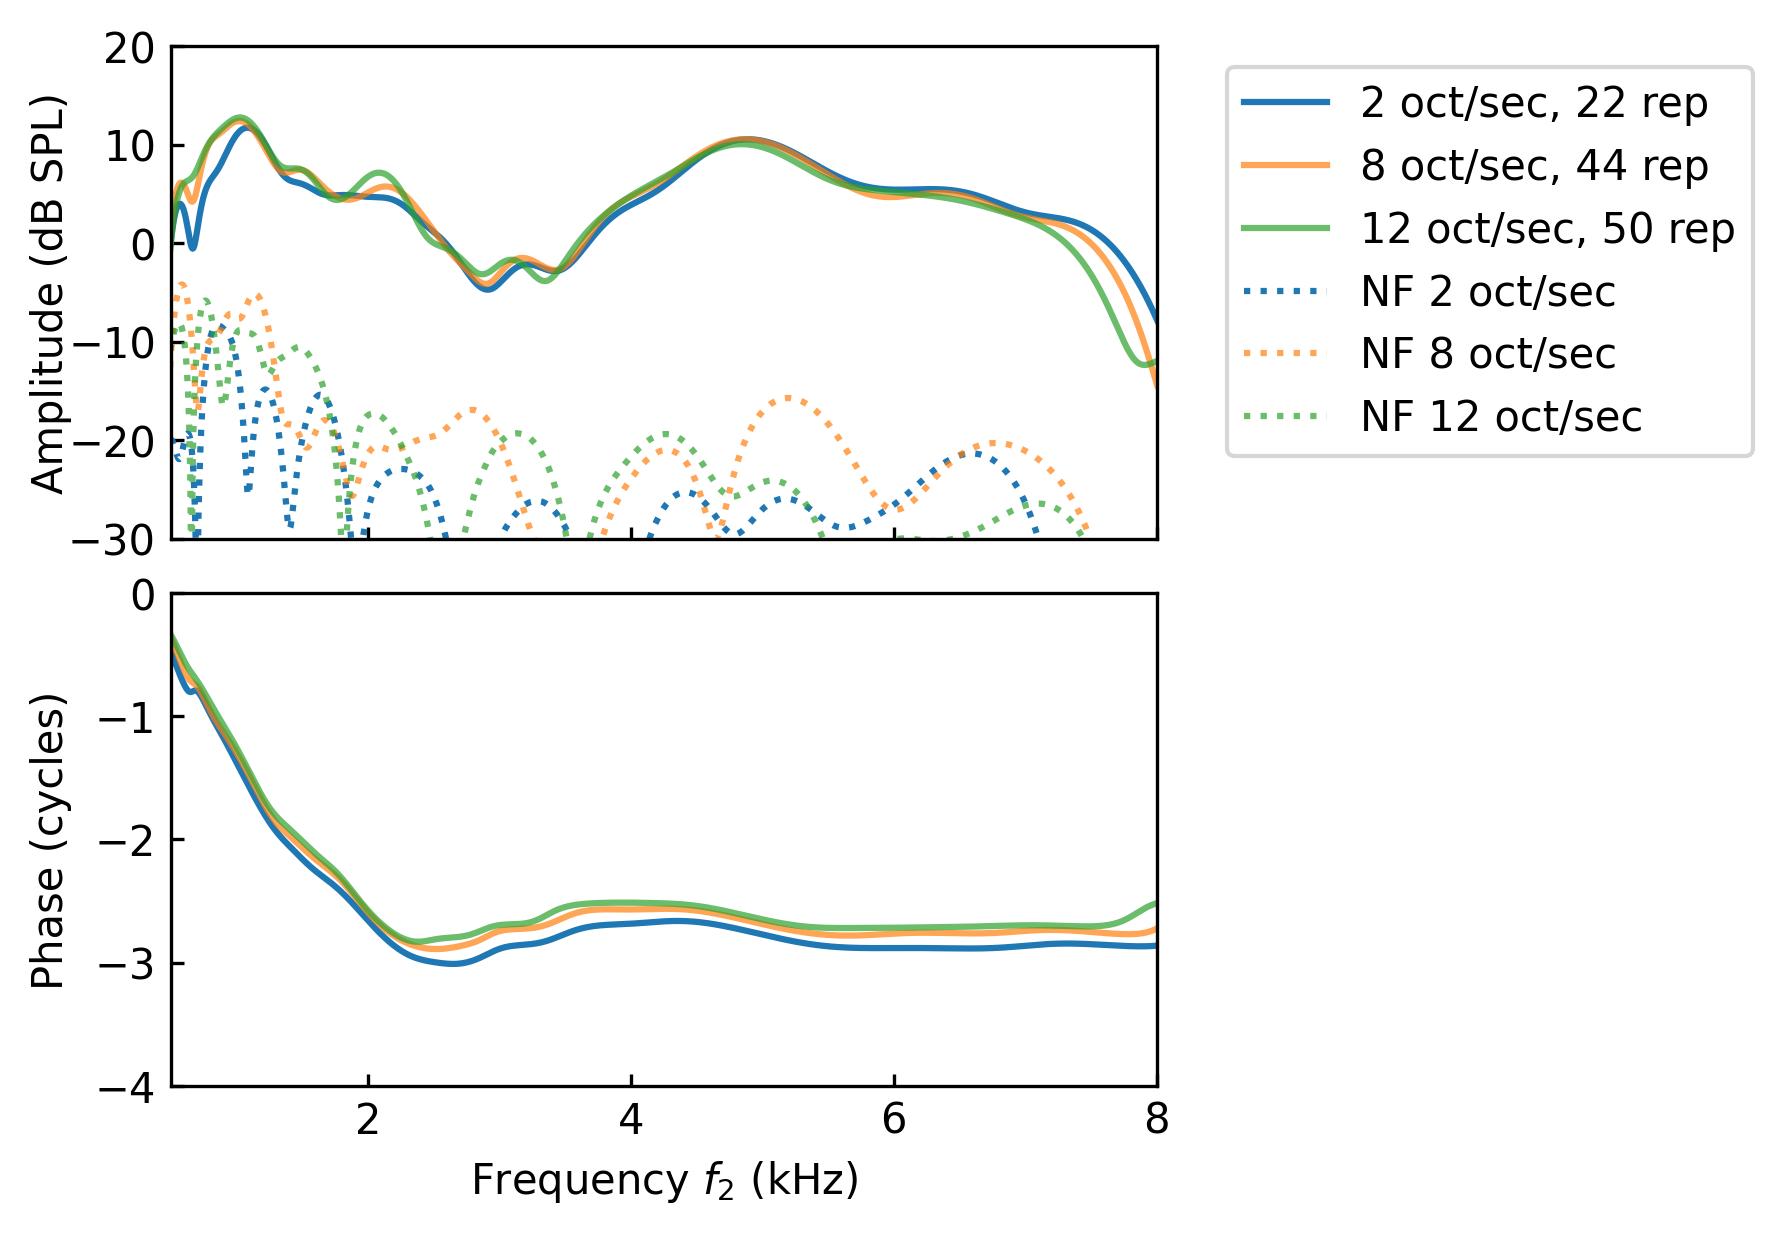 20
10
0
−10
−20
−30
Amplitude (dB SPL)
2 oct/sec, 22 rep
8 oct/sec, 44 rep
12 oct/sec, 50 rep
NF 2 oct/sec
NF 8 oct/sec
NF 12 oct/sec
0
−1
−2
−3
−4
Phase (cycles)
2 4 6 8
Frequency f₂ (kHz)